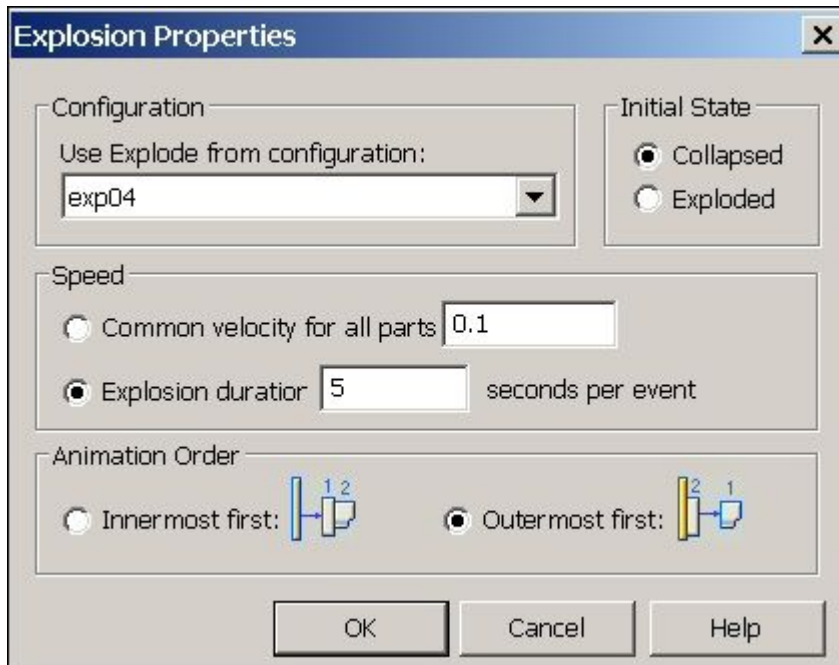 Explosion Properties
Configuration
Use Explode from configuration:
exp04
Initial State
Collapsed
Exploded
Speed
Common velocity for all parts 0.1
Explosion duratior 5 seconds per event
Animation Order
Innermost first: 1 2
Outermost first: 2 1
OK Cancel Help